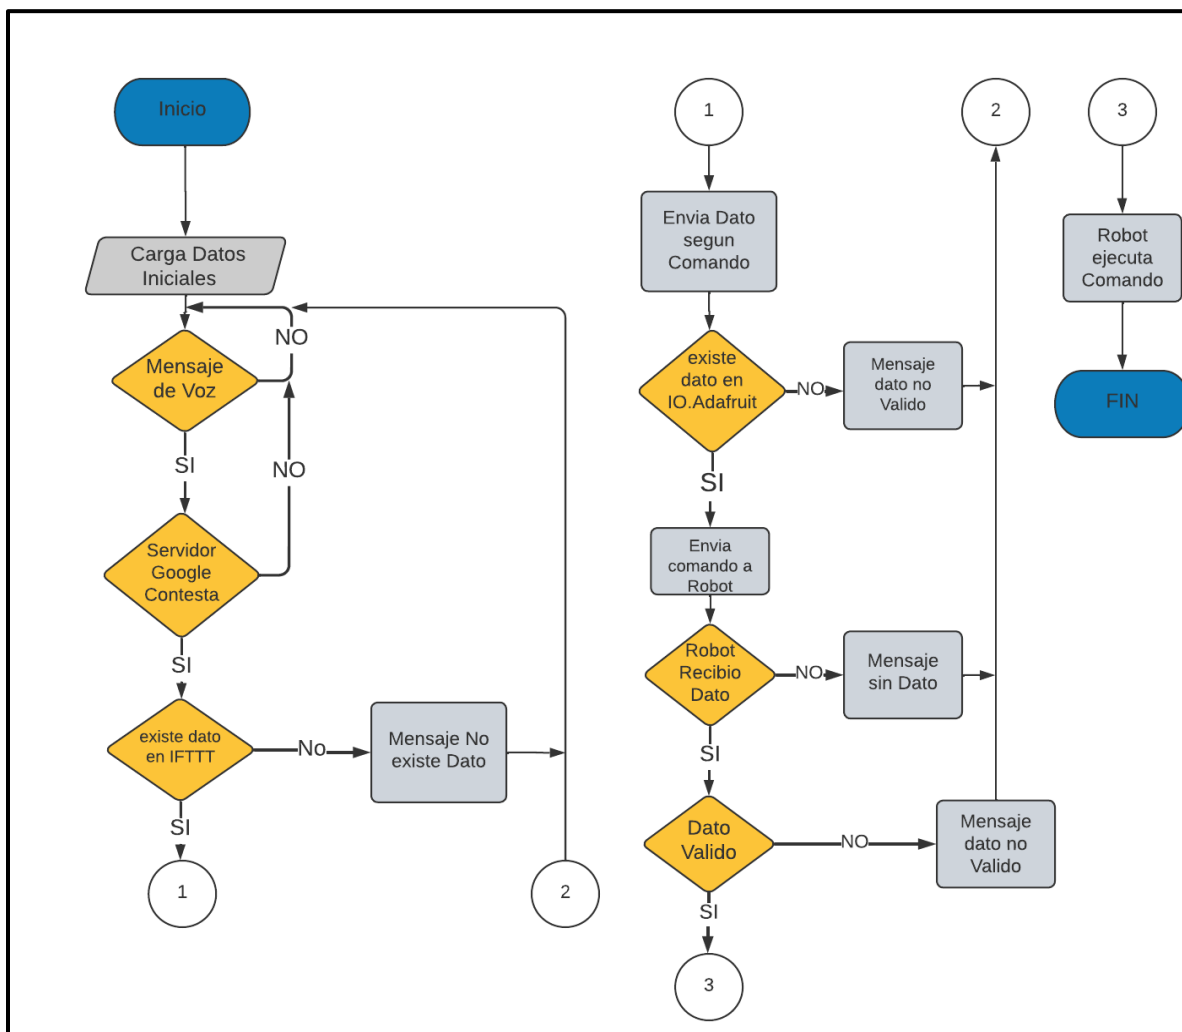 Inicio
Carga Datos
Iniciales
NO
Mensaje
de Voz
SI
NO
Servidor
Google
Contesta
SI
existe dato
en IFTTT
No
Mensaje No
existe Dato
SI
1
2
1
Envia Dato
segun
Comando
existe
dato en
IO.Adafruit
NO
Mensaje
dato no
Valido
SI
Envia
comando a
Robot
Robot
Recibio
Dato
NO
Mensaje
sin Dato
SI
Dato
Valido
NO
Mensaje
dato no
Valido
SI
3
2
3
Robot
ejecuta
Comando
FIN